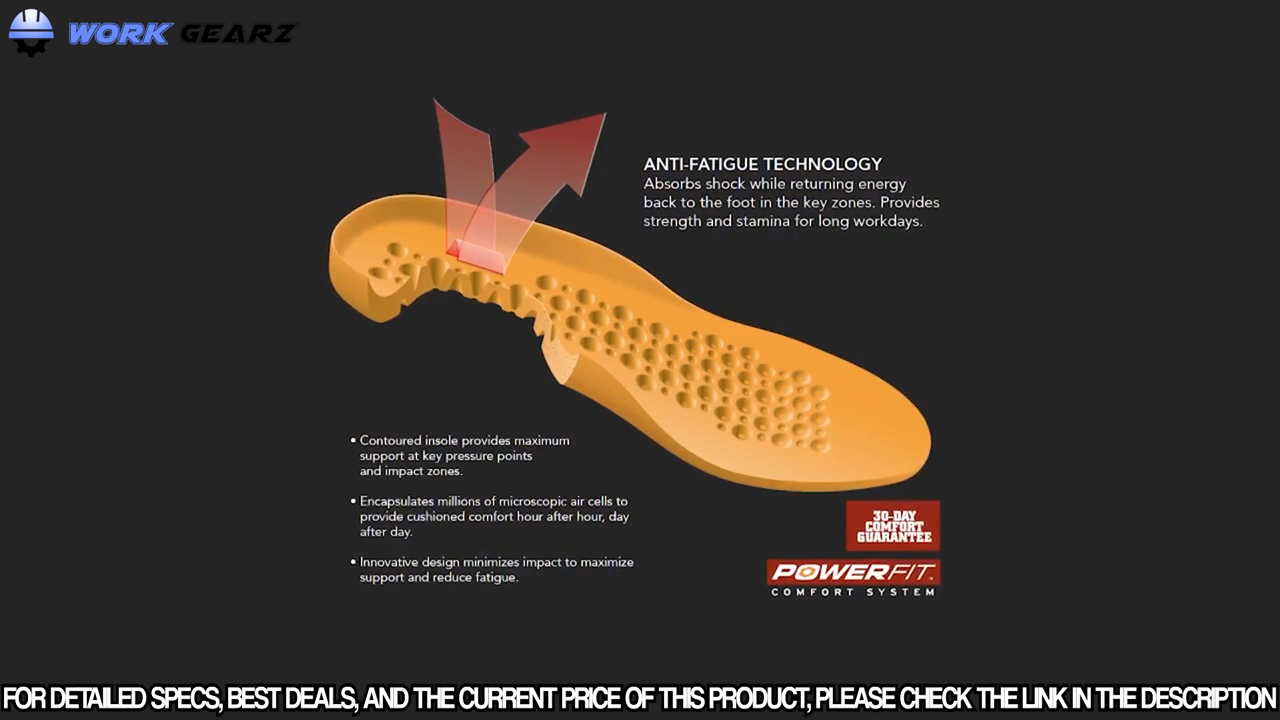 WORK GEARZ
ANTI-FATIGUE TECHNOLOGY
Absorbs shock while returning energy
back to the foot in the key zones. Provides
strength and stamina for long workdays.
• Contoured insole provides maximum
support at key pressure points
and impact zones.
• Encapsulates millions of microscopic air cells to
provide cushioned comfort hour after hour, day
after day.
• Innovative design minimizes impact to maximize
support and reduce fatigue.
30-DAY
COMFORT
GUARANTEE
POWERFIT™
COMFORT SYSTEM
FOR DETAILED SPECS, BEST DEALS, AND THE CURRENT PRICE OF THIS PRODUCT, PLEASE CHECK THE LINK IN THE DESCRIPTION